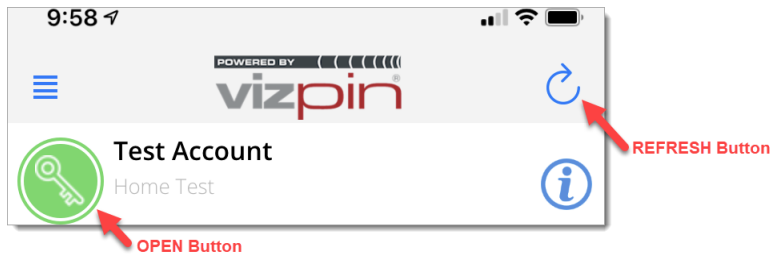 9:58
POWERED BY
vizpin®
REFRESH Button
Test Account
Home Test
i
OPEN Button